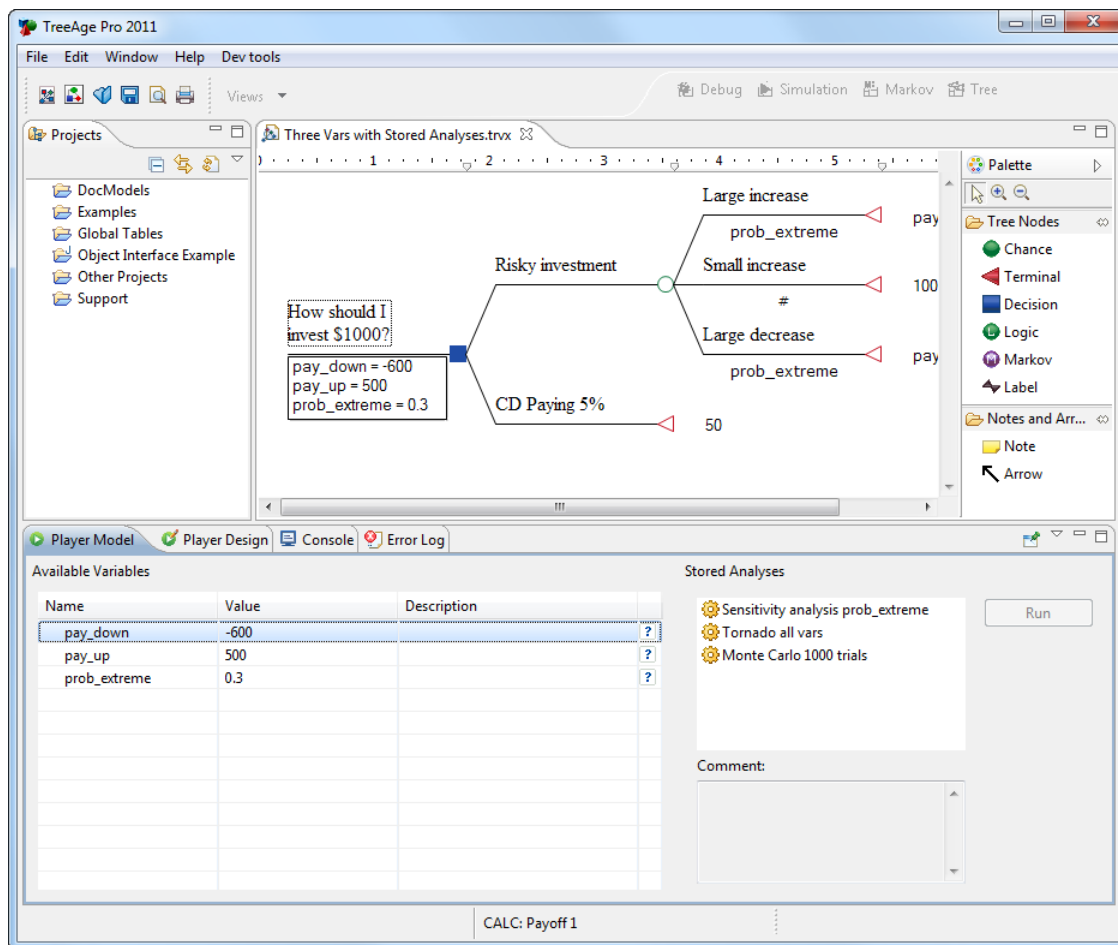 TreeAge Pro 2011
File Edit Window Help Dev tools
Views
Debug Simulation Markov Tree
Projects
DocModels
Examples
Global Tables
Object Interface Example
Other Projects
Support
Three Vars with Stored Analyses.trvx
1 2 3 4 5
How should I
invest $1000?
pay_down = -600
pay_up = 500
prob_extreme = 0.3
Risky investment
Large increase
prob_extreme
pay
Small increase
#
100
Large decrease
prob_extreme
pay
CD Paying 5%
50
Palette
Tree Nodes
Chance
Terminal
Decision
L
Logic
M
Markov
Label
Notes and Arr...
Note
Arrow
Player Model Player Design Console Error Log
Available Variables
Name Value Description
pay_down -600 ?
pay_up 500 ?
prob_extreme 0.3 ?
Stored Analyses
Sensitivity analysis prob_extreme
Tornado all vars
Monte Carlo 1000 trials
Run
Comment:
CALC: Payoff 1